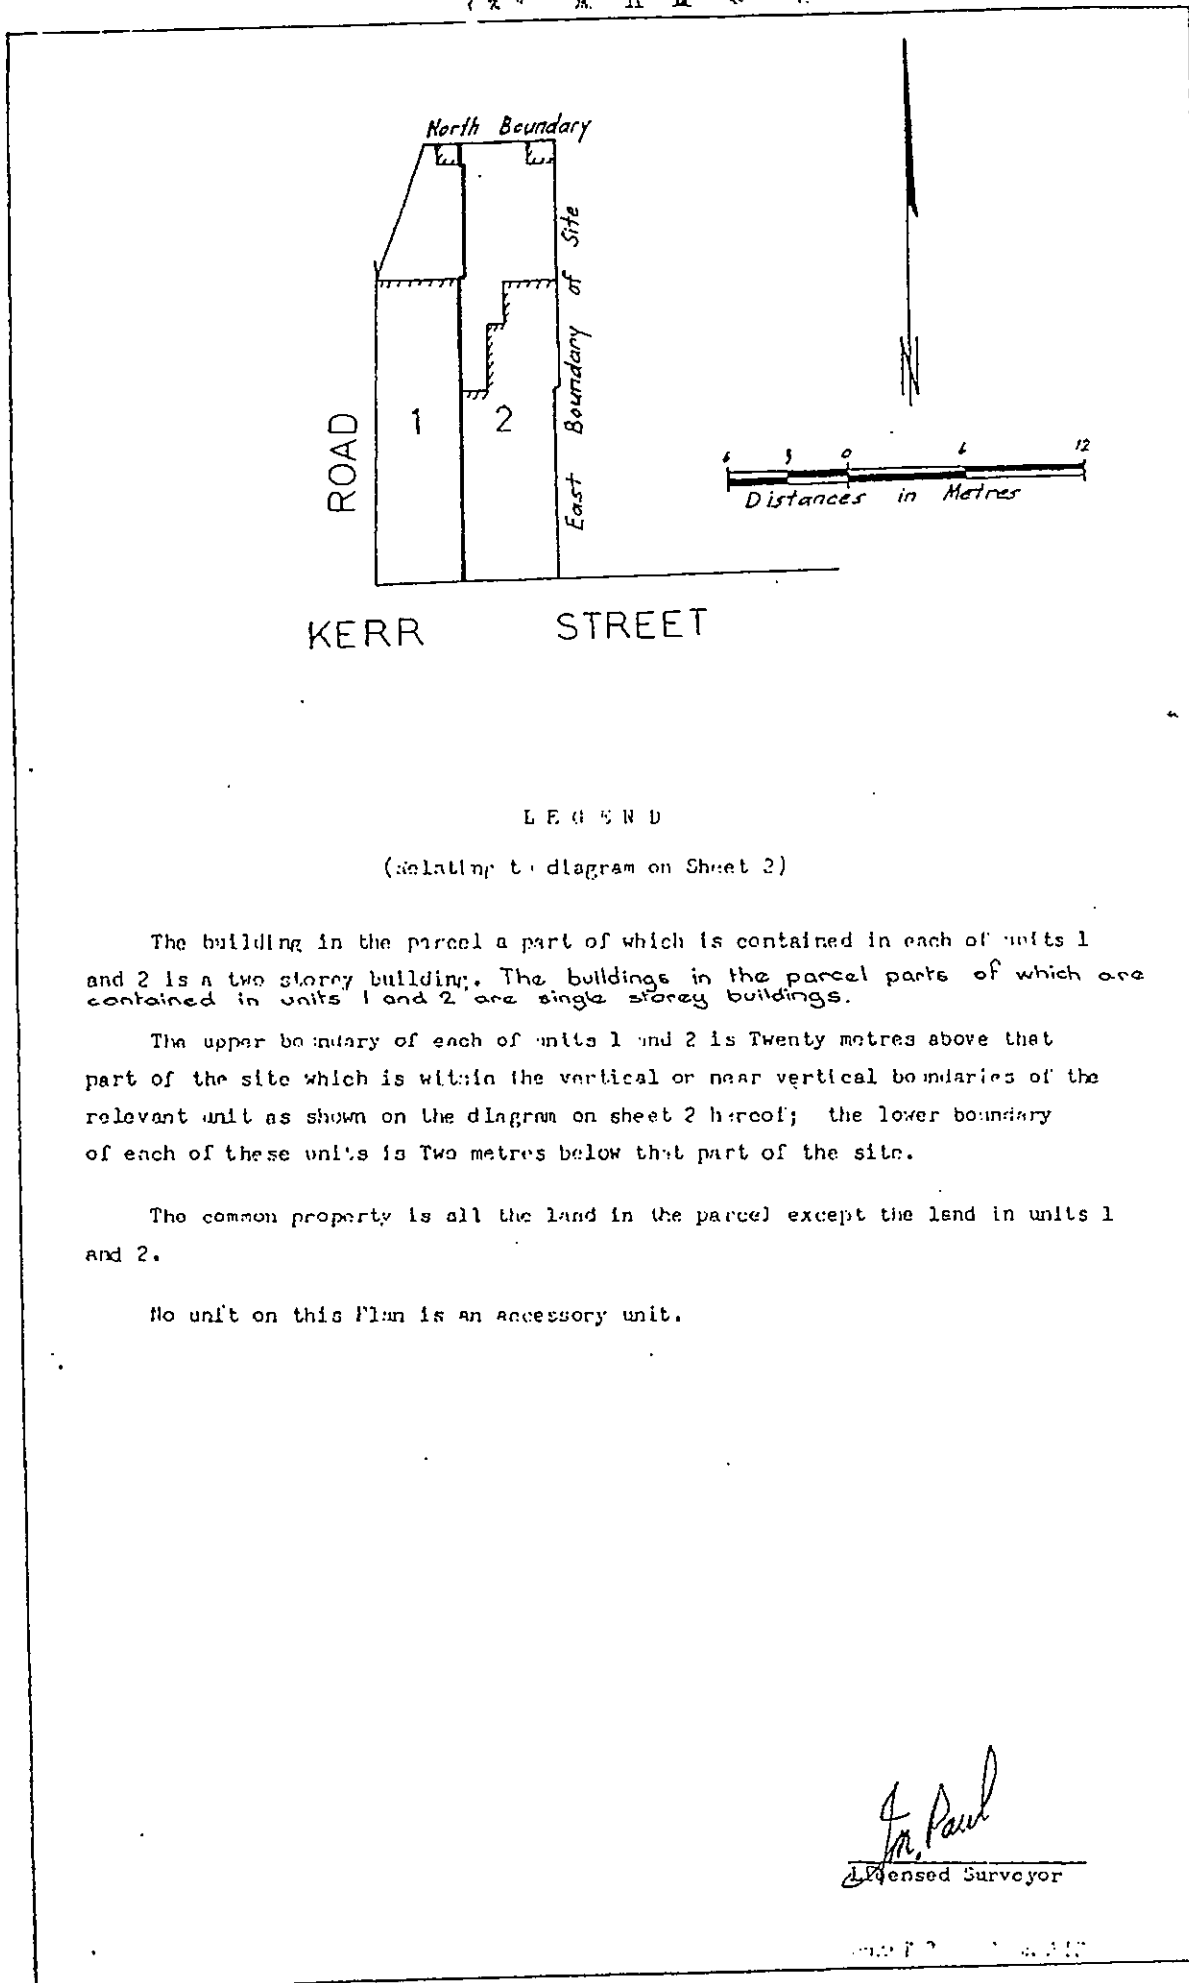 North Boundary
East Boundary of Site
ROAD
1
2
N
6 3 0 6 12
Distances in Metres
KERR STREET
LEGEND
(Relating to diagram on Sheet 2)
The building in the parcel a part of which is contained in each of units 1
and 2 is a two storey building. The buildings in the parcel parts of which are
contained in units 1 and 2 are single storey buildings.
The upper boundary of each of units 1 and 2 is Twenty metres above that
part of the site which is within the vertical or near vertical boundaries of the
relevant unit as shown on the diagram on sheet 2 hereof; the lower boundary
of each of these units is Two metres below that part of the site.
The common property is all the land in the parcel except the land in units 1
and 2.
No unit on this Plan is an accessory unit.
Paul
Licensed Surveyor